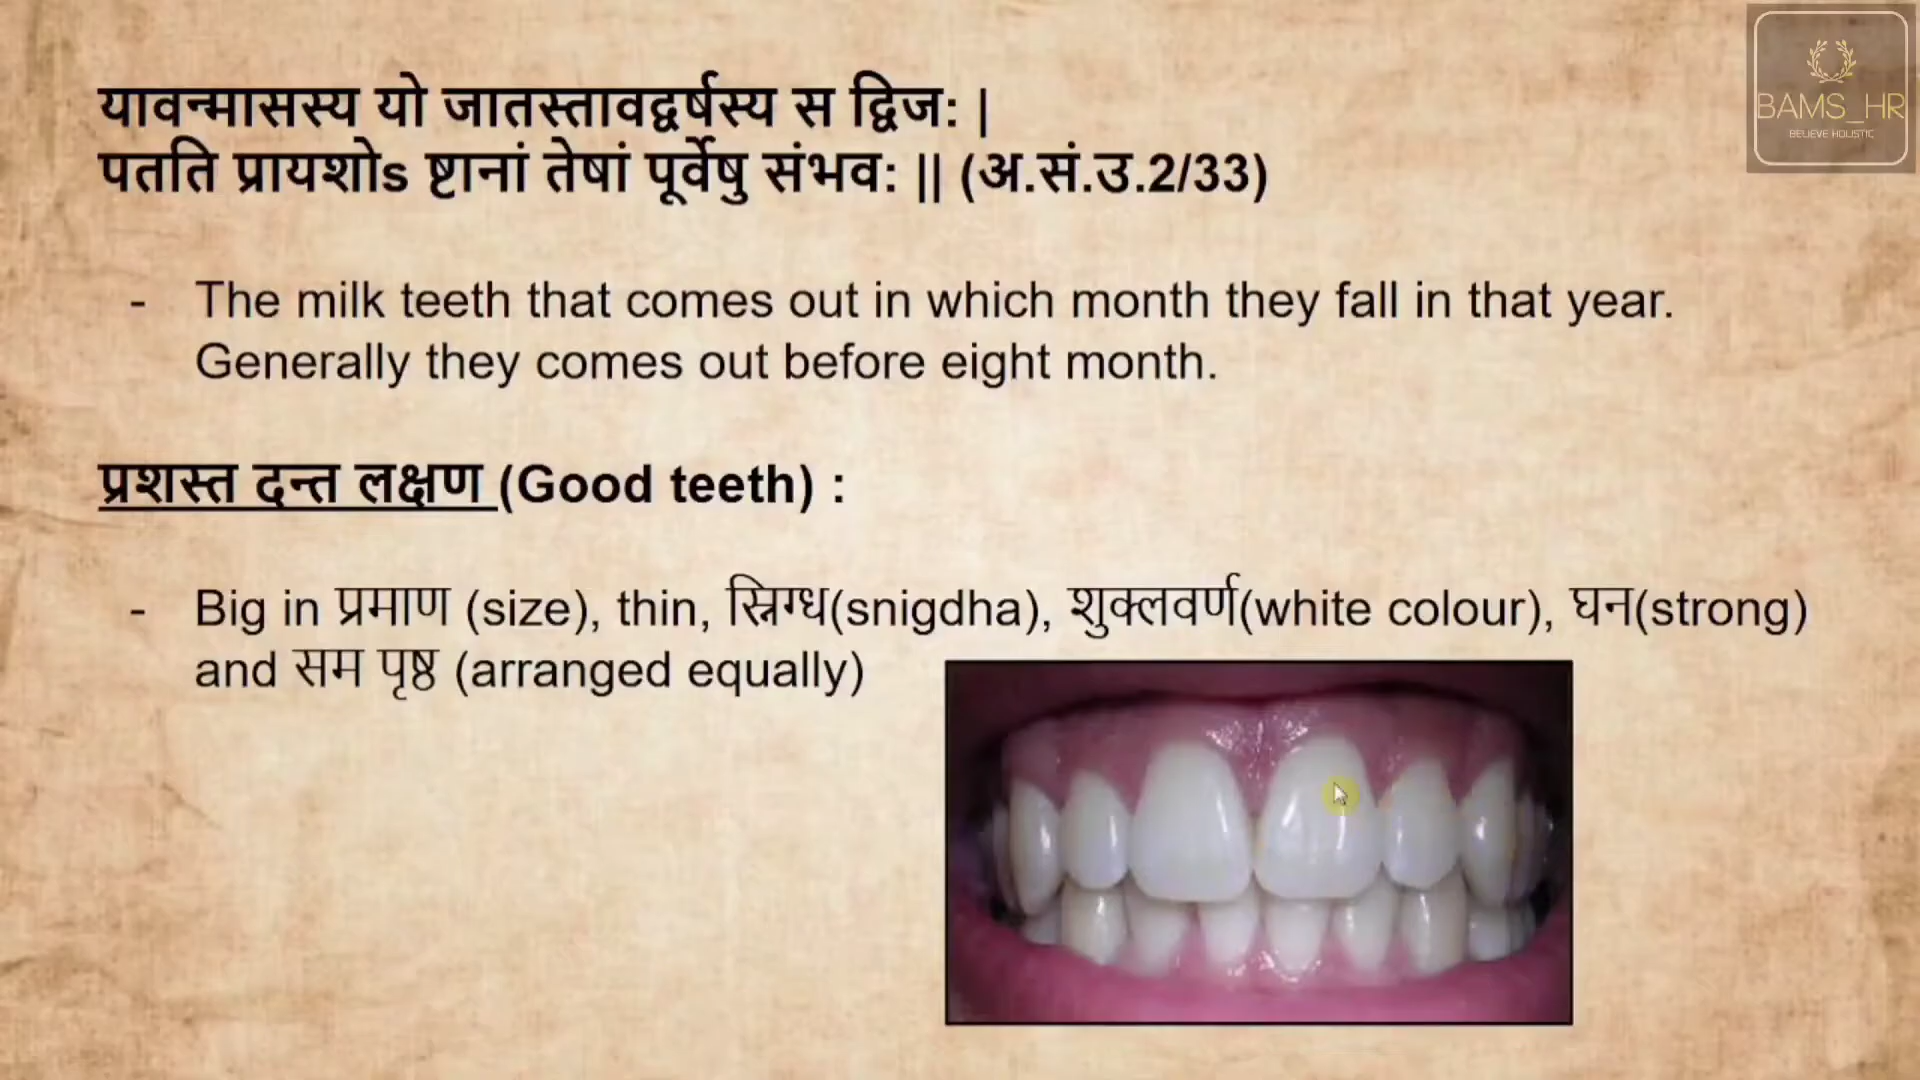 यावन्मासस्य यो जातस्तावद्वर्षस्य स द्विज: |
पतति प्रायशोs ष्टानां तेषां पूर्वेषु संभव: || (अ.सं.उ.2/33)
- The milk teeth that comes out in which month they fall in that year.
Generally they comes out before eight month.
प्रशस्त दन्त लक्षण (Good teeth) :
- Big in प्रमाण (size), thin, स्निग्ध(snigdha), शुक्लवर्ण(white colour), घन(strong)
and सम पृष्ठ (arranged equally)
BAMS_HR
BELIEVE HOLISTIC